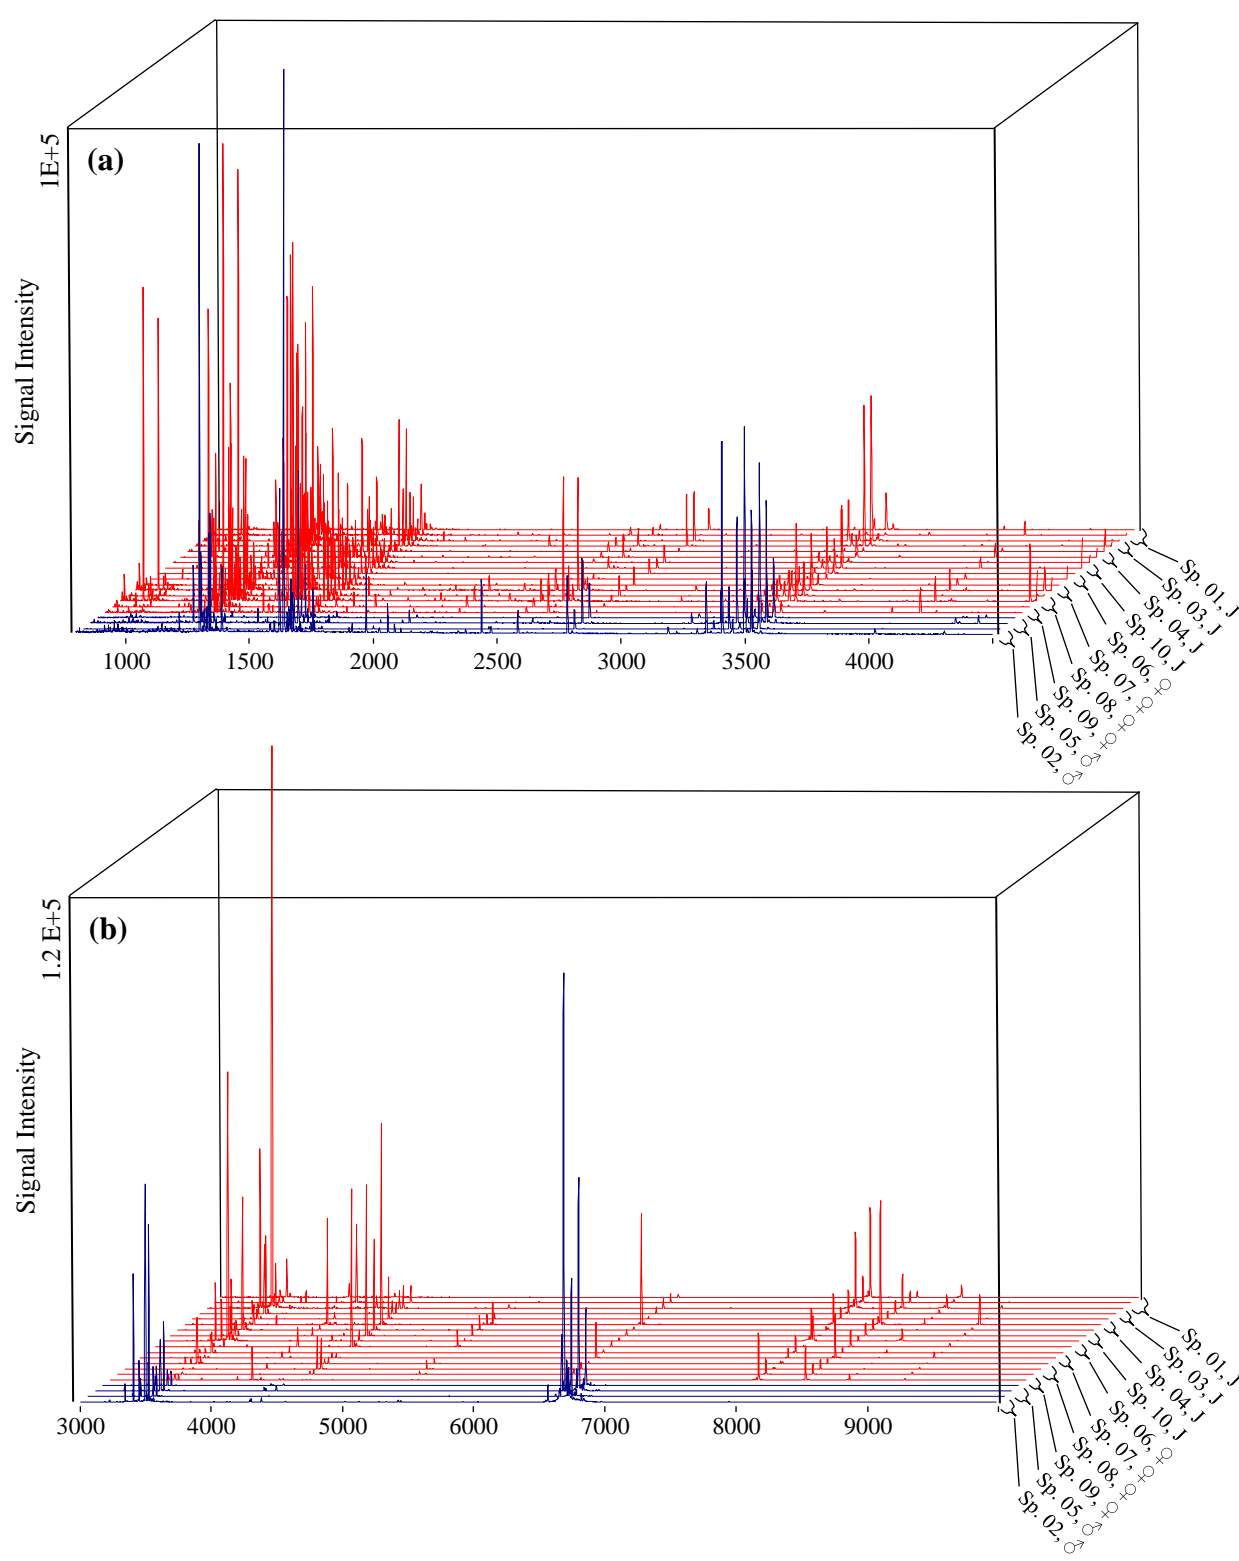 (a)
1E+5
Signal Intensity
1000 1500 2000 2500 3000 3500 4000
Sp. 01, J
Sp. 03, J
Sp. 04, J
Sp. 10, J
Sp. 06, ♀
Sp. 07, ♀
Sp. 08, ♀
Sp. 09, ♀
Sp. 05, ♂
Sp. 02, ♂
(b)
1.2 E+5
Signal Intensity
3000 4000 5000 6000 7000 8000 9000
Sp. 01, J
Sp. 03, J
Sp. 04, J
Sp. 10, J
Sp. 06, ♀
Sp. 07, ♀
Sp. 08, ♀
Sp. 09, ♀
Sp. 05, ♂
Sp. 02, ♂